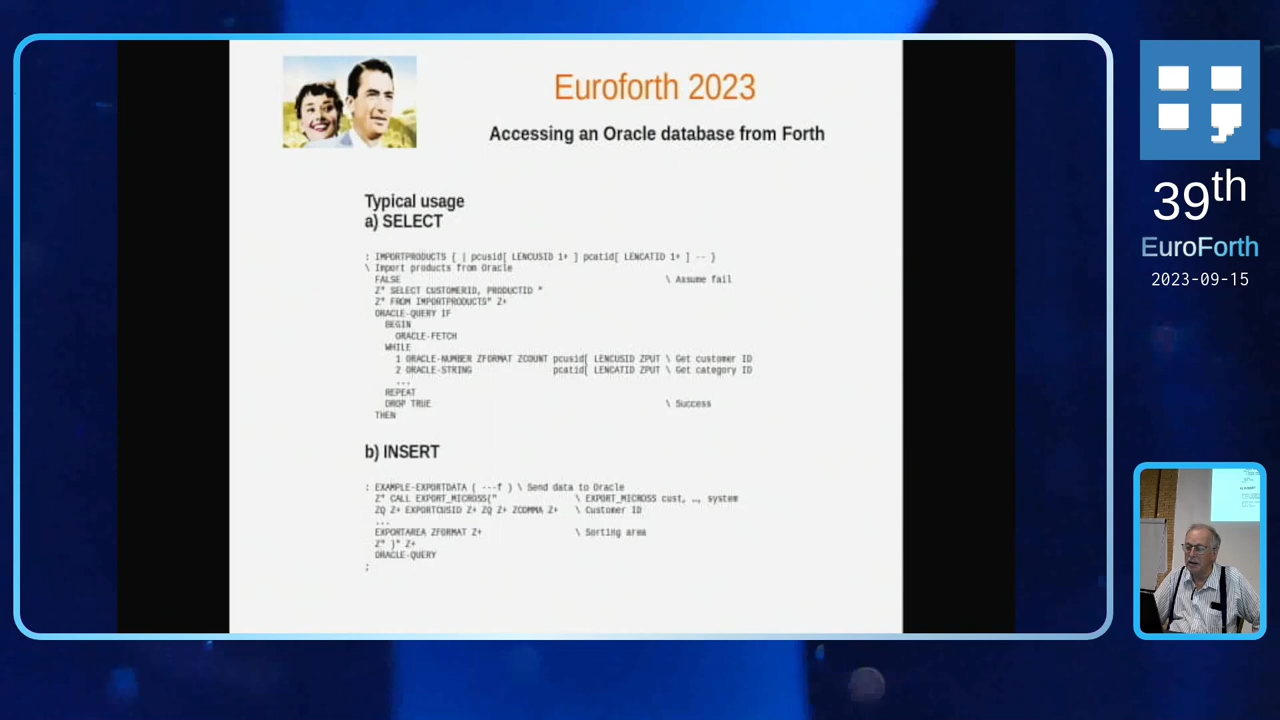 Euroforth 2023
Accessing an Oracle database from Forth
Typical usage
a) SELECT
: IMPORTPRODUCTS { | pcusid[ LENCUSID 1+ ] pcatid[ LENCATID 1+ ] -- }
\ Import products from Oracle
FALSE \ Assume fail
Z" SELECT CUSTOMERID, PRODUCTID "
Z" FROM IMPORTPRODUCTS" Z+
ORACLE-QUERY IF
BEGIN
ORACLE-FETCH
WHILE
1 ORACLE-NUMBER ZFORMAT ZCOUNT pcusid[ LENCUSID ZPUT \ Get customer ID
2 ORACLE-STRING pcatid[ LENCATID ZPUT \ Get category ID
...
REPEAT
DROP TRUE \ Success
THEN
b) INSERT
: EXAMPLE-EXPORTDATA ( ---f ) \ Send data to Oracle
Z" CALL EXPORT_MICROSS(" \ EXPORT_MICROSS cust, …, system
ZQ Z+ EXPORTCUSID Z+ ZQ Z+ ZCOMMA Z+ \ Customer ID
...
EXPORTAREA ZFORMAT Z+ \ Sorting area
Z" )" Z+
ORACLE-QUERY
;
39th
EuroForth
2023-09-15